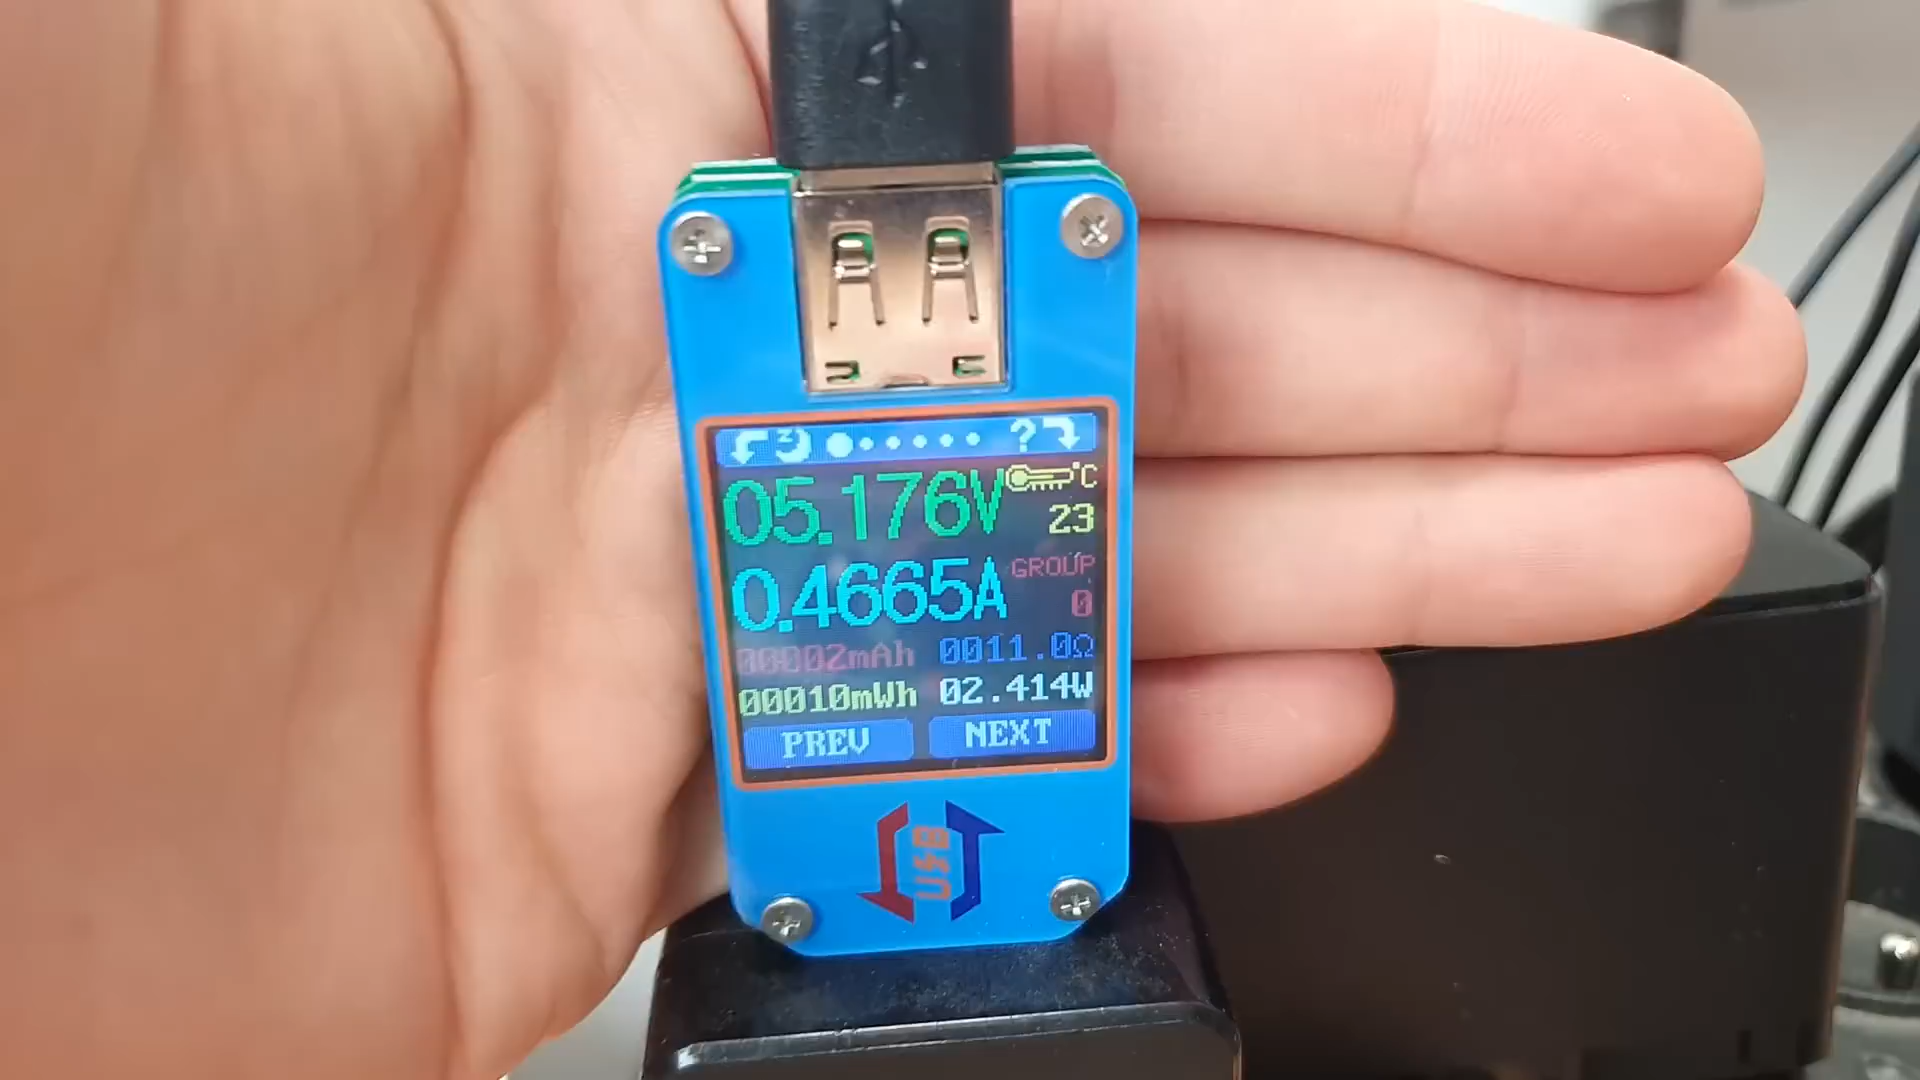 ?
05.176V °C
23
0.4665A GROUP
0
00002mAh 0011.0Ω
00010mWh 02.414W
PREV NEXT
USB